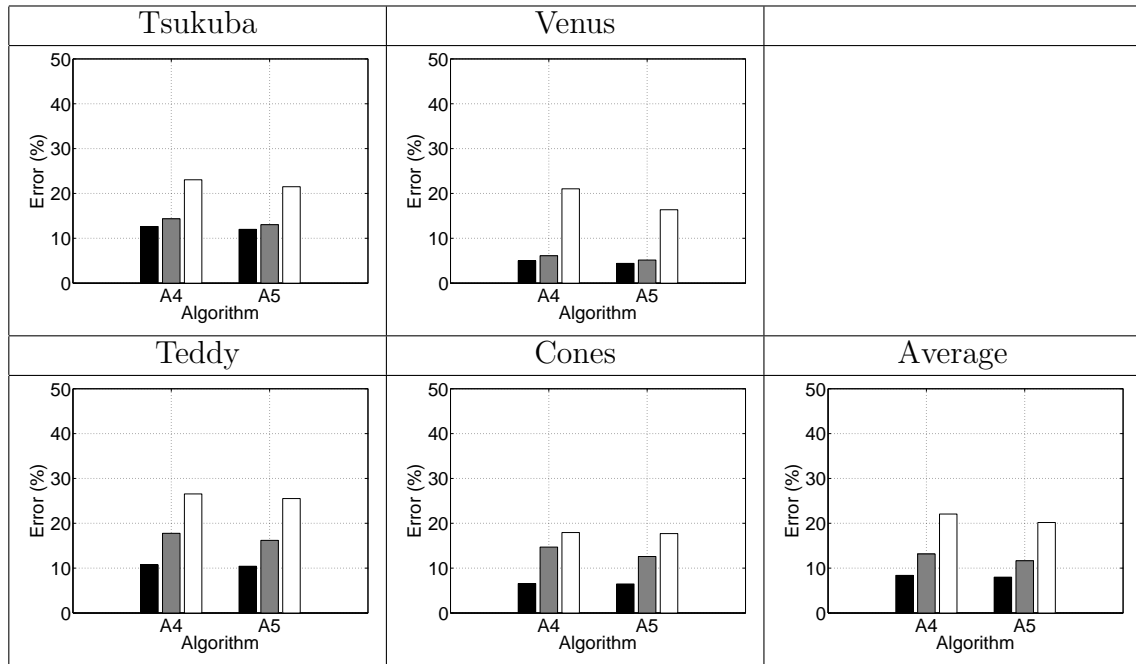 Tsukuba Venus
50 50
40 40
30 30
Error (%) Error (%)
20 20
10 10
0 0
A4 A5 A4 A5
Algorithm Algorithm
Teddy Cones Average
50 50 50
40 40 40
30 30 30
Error (%) Error (%) Error (%)
20 20 20
10 10 10
0 0 0
A4 A5 A4 A5 A4 A5
Algorithm Algorithm Algorithm